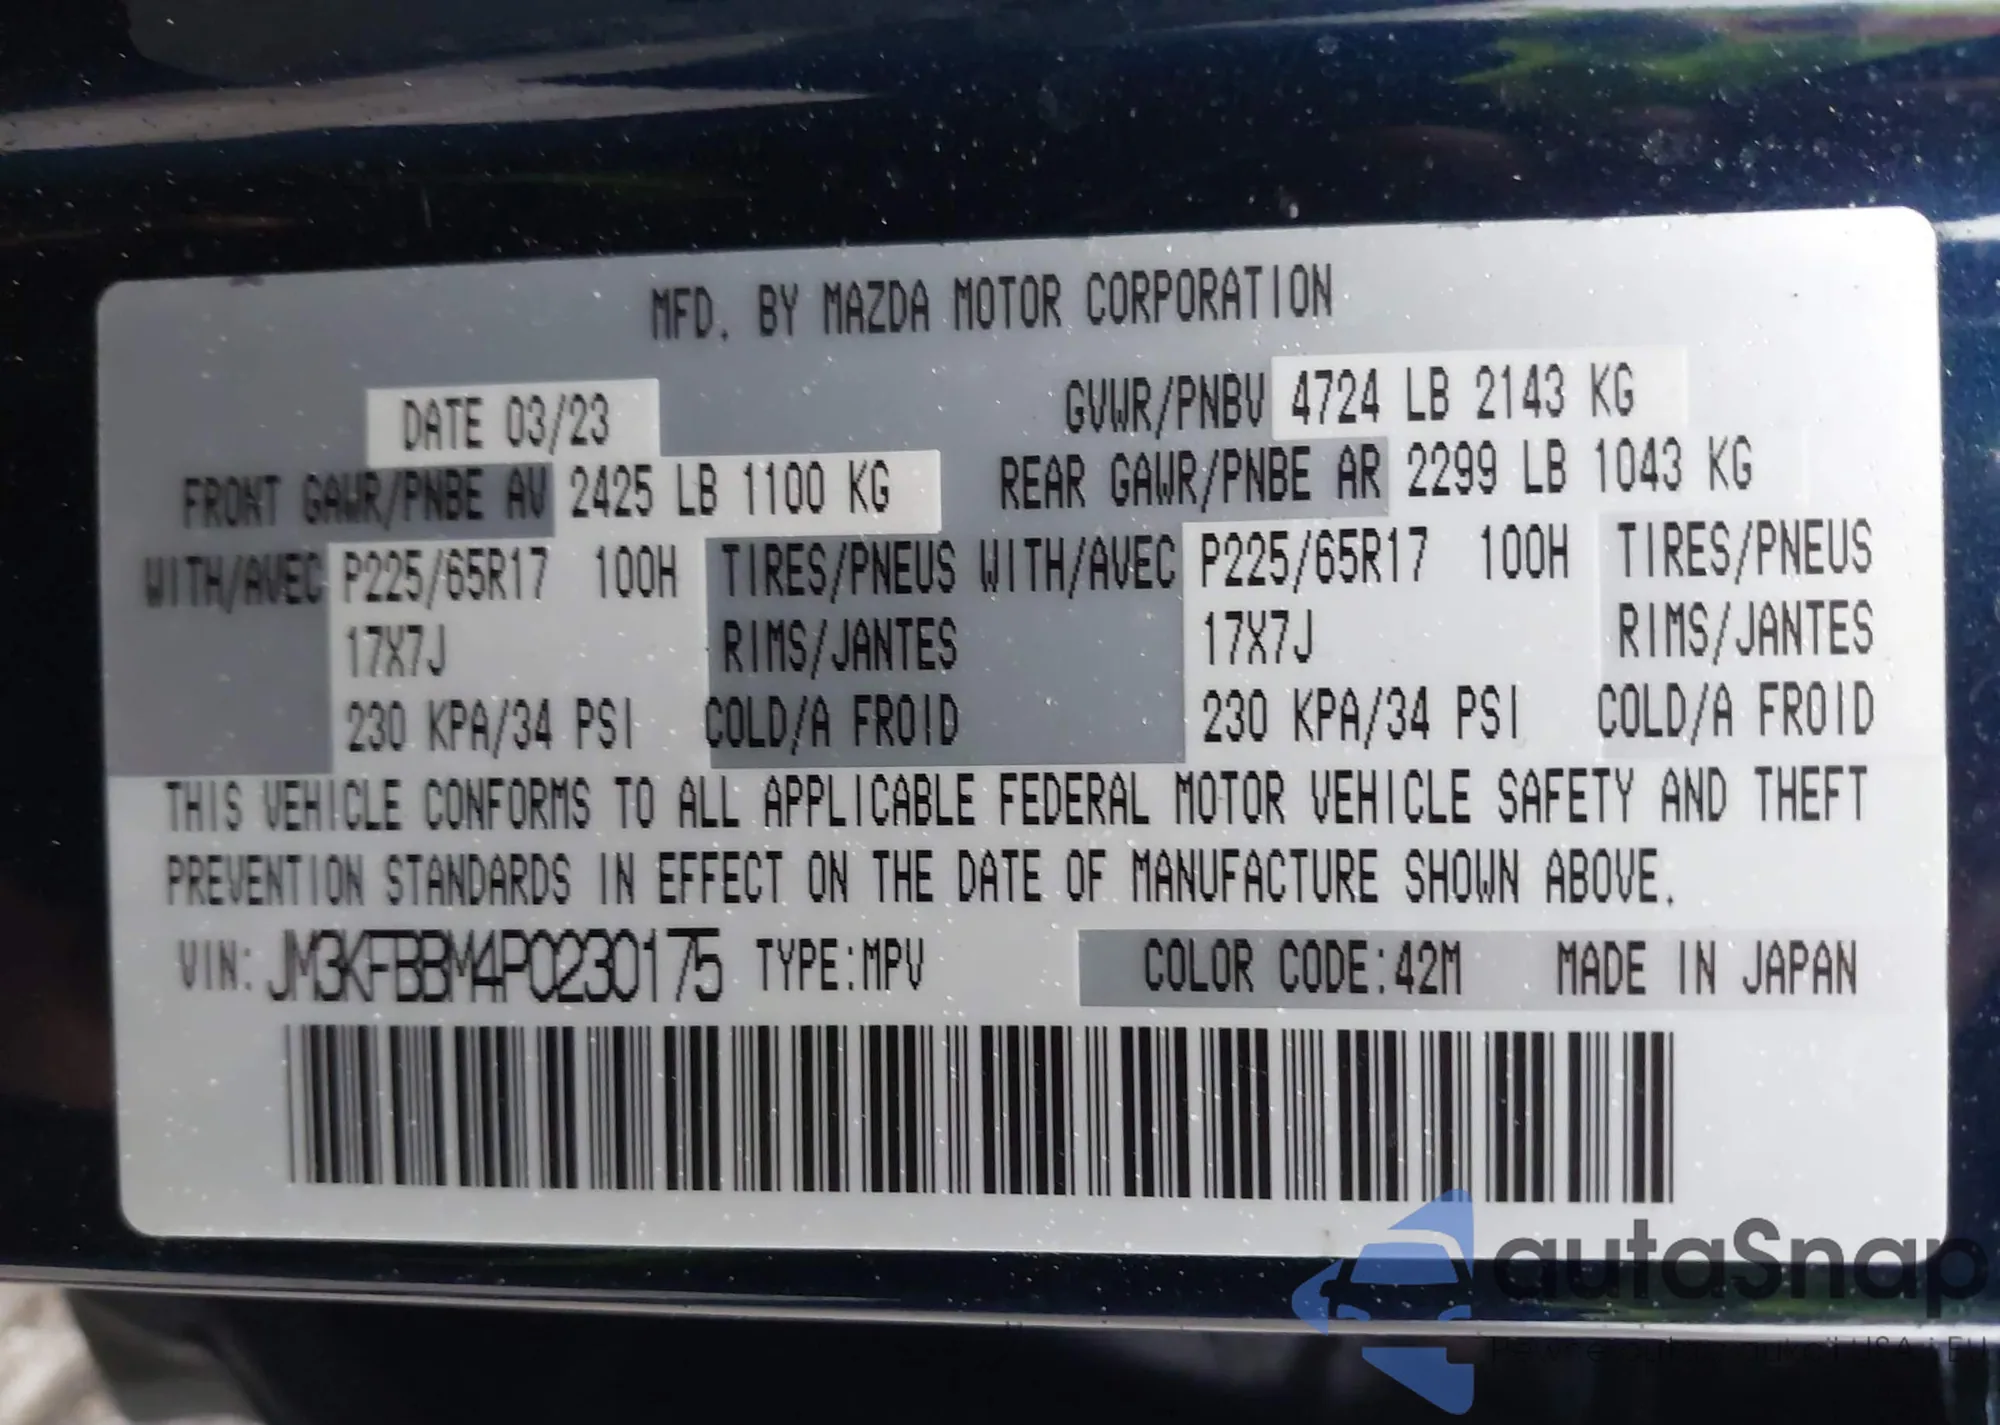 MFD. BY MAZDA MOTOR CORPORATION
DATE 03/23 GVWR/PNBV 4724 LB 2143 KG
FRONT GAWR/PNBE AV 2425 LB 1100 KG REAR GAWR/PNBE AR 2299 LB 1043 KG
WITH/AVEC P225/65R17 100H TIRES/PNEUS WITH/AVEC P225/65R17 100H TIRES/PNEUS
17X7J RIMS/JANTES 17X7J RIMS/JANTES
230 KPA/34 PSI COLD/A FROID 230 KPA/34 PSI COLD/A FROID
THIS VEHICLE CONFORMS TO ALL APPLICABLE FEDERAL MOTOR VEHICLE SAFETY AND THEFT
PREVENTION STANDARDS IN EFFECT ON THE DATE OF MANUFACTURE SHOWN ABOVE.
VIN: JM3KFBBM4P0230175 TYPE:MPV COLOR CODE:42M MADE IN JAPAN
autaSnap
USA i EU